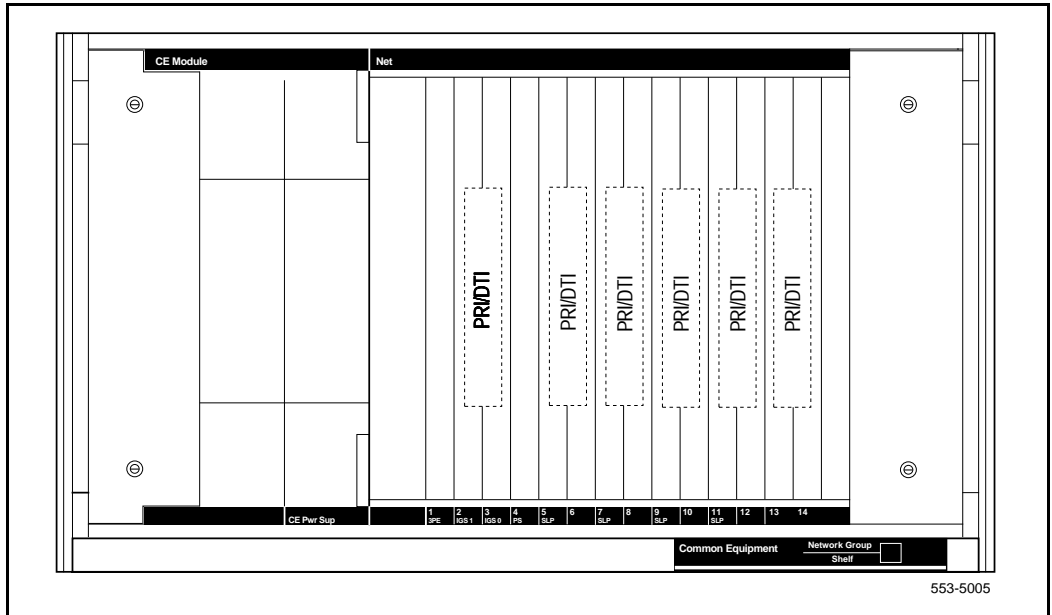 CE Module
Net
PRI/DTI
PRI/DTI
PRI/DTI
PRI/DTI
PRI/DTI
PRI/DTI
CE Pwr Sup
1 2 3 4 5 6 7 8 9 10 11 12 13 14
3PE IGS 1 IGS 0 PS SLP SLP SLP SLP
Common Equipment
Network Group
Shelf
553-5005